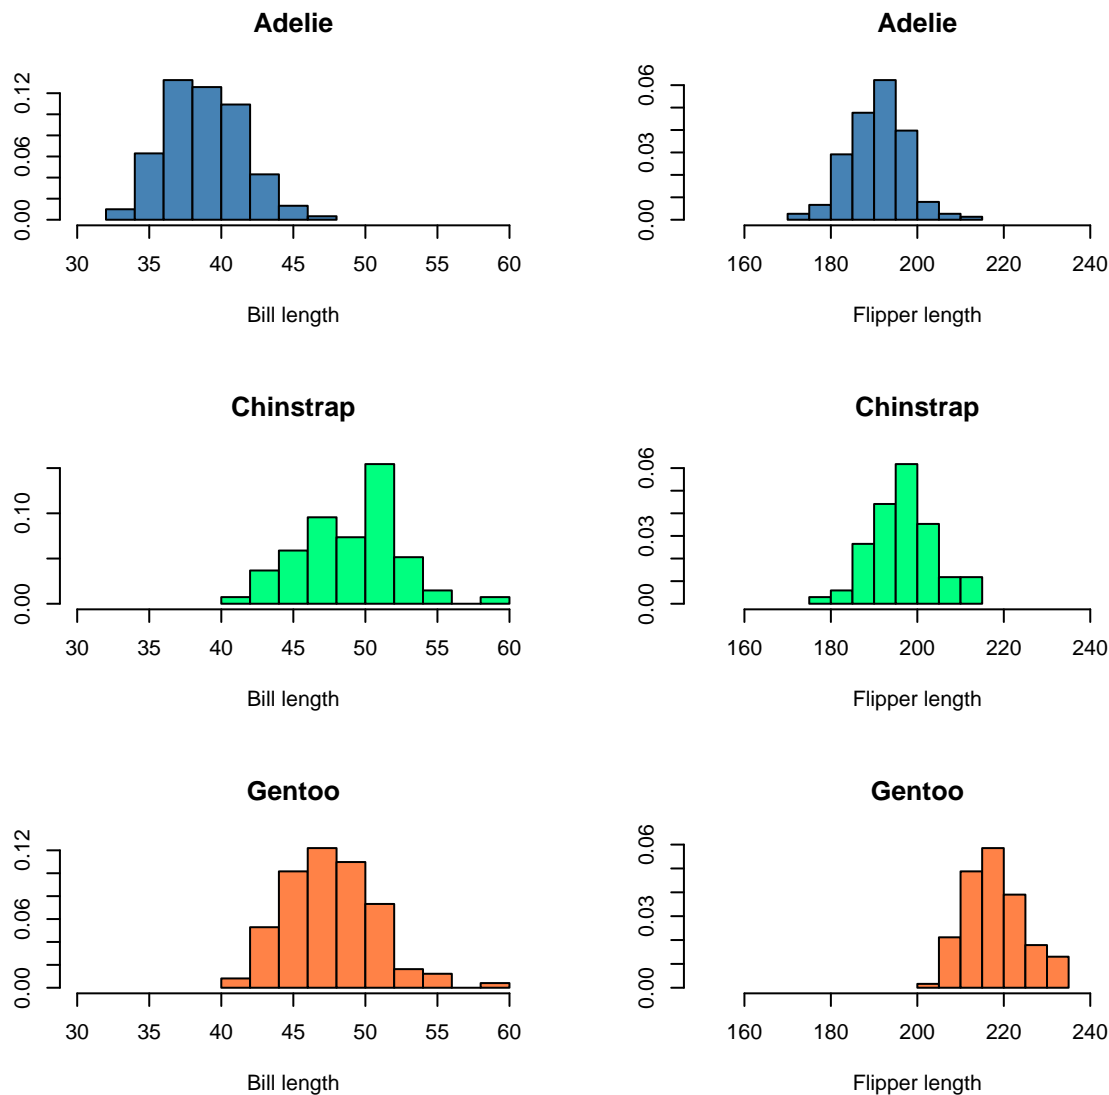 Adelie
0.00 0.06 0.12
30 35 40 45 50 55 60
Bill length
Adelie
0.00 0.03 0.06
160 180 200 220 240
Flipper length
Chinstrap
0.00 0.10
30 35 40 45 50 55 60
Bill length
Chinstrap
0.00 0.03 0.06
160 180 200 220 240
Flipper length
Gentoo
0.00 0.06 0.12
30 35 40 45 50 55 60
Bill length
Gentoo
0.00 0.03 0.06
160 180 200 220 240
Flipper length